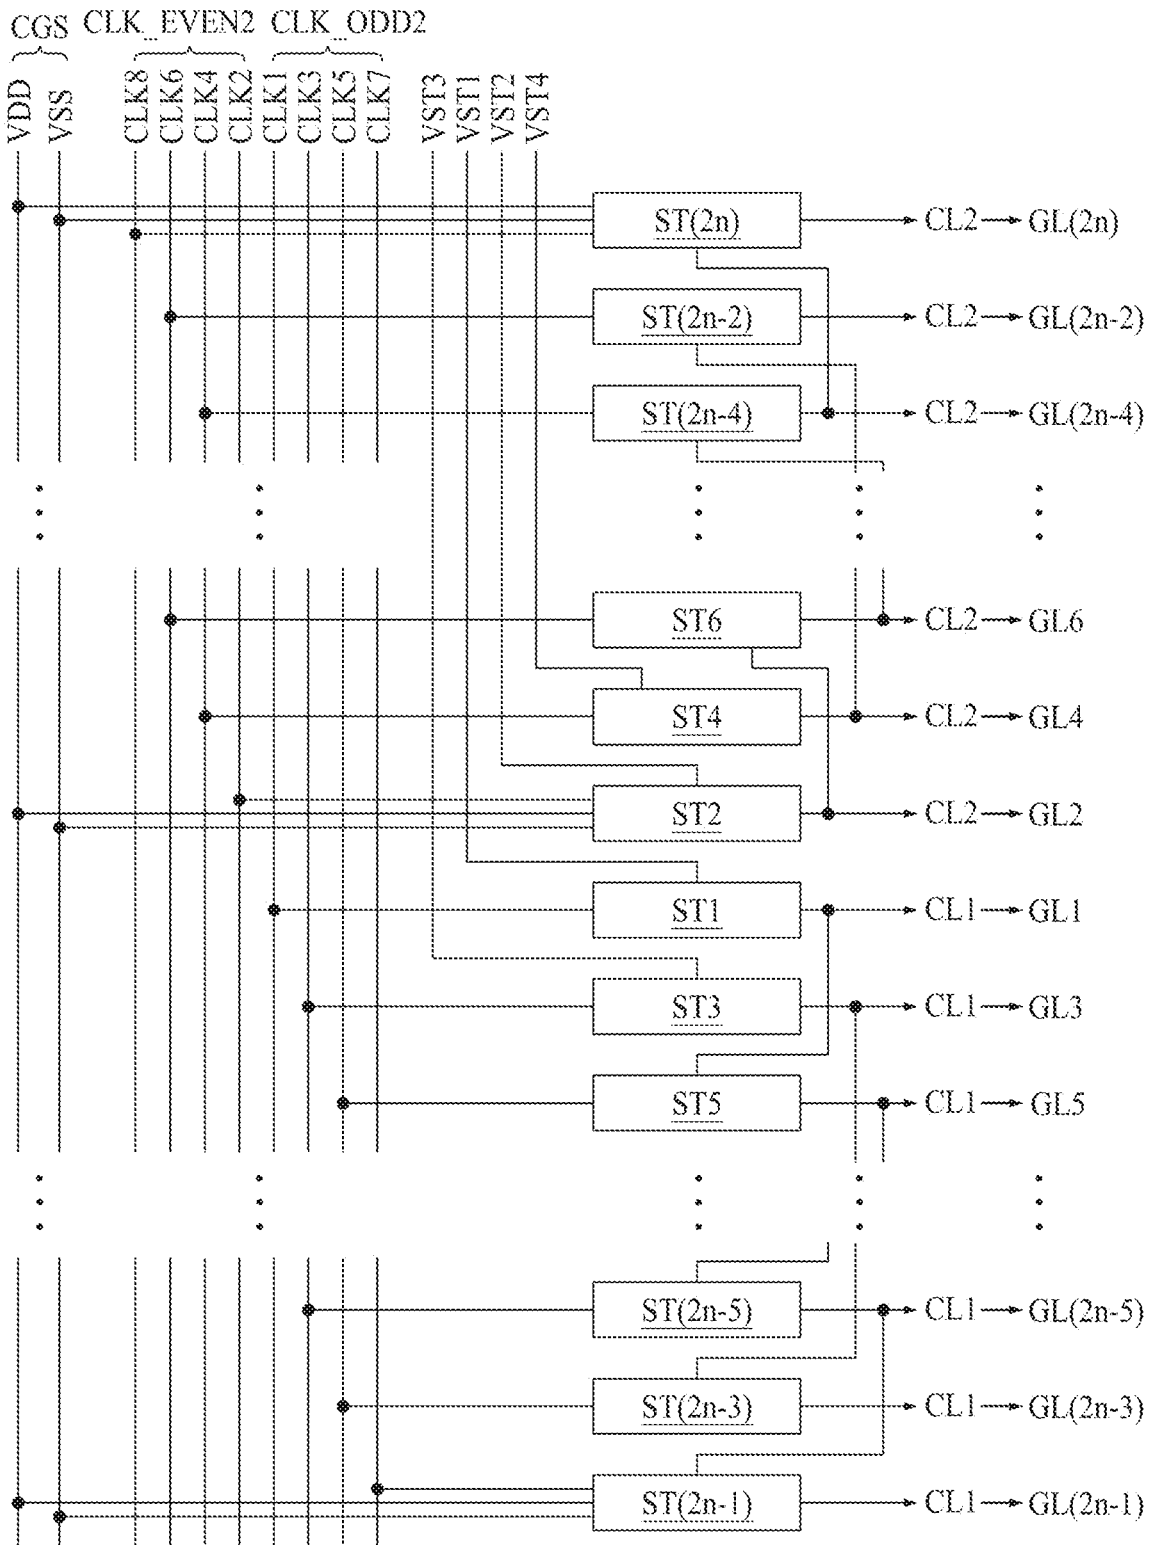 CGS CLK_EVEN2 CLK_ODD2
VDD VSS CLK8 CLK6 CLK4 CLK2 CLK1 CLK3 CLK5 CLK7 VST3 VST1 VST2 VST4
ST(2n) CL2 GL(2n)
ST(2n-2) CL2 GL(2n-2)
ST(2n-4) CL2 GL(2n-4)
ST6 CL2 GL6
ST4 CL2 GL4
ST2 CL2 GL2
ST1 CL1 GL1
ST3 CL1 GL3
ST5 CL1 GL5
ST(2n-5) CL1 GL(2n-5)
ST(2n-3) CL1 GL(2n-3)
ST(2n-1) CL1 GL(2n-1)